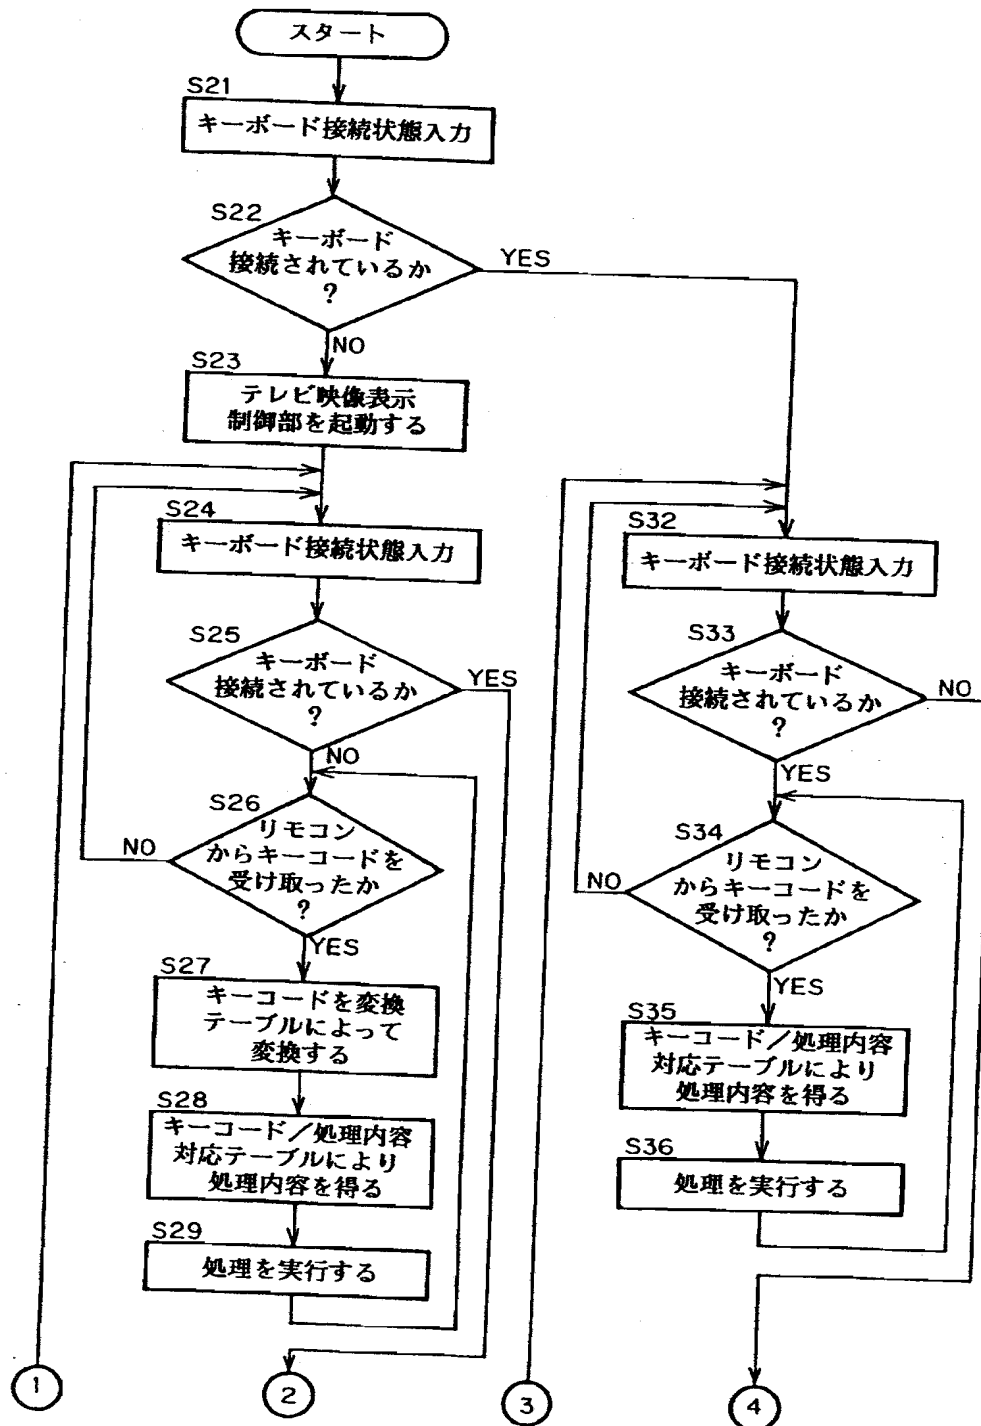 スタート
S21
キーボード接続状態入力
S22
キーボード
接続されているか
?
YES
NO
S23
テレビ映像表示
制御部を起動する
S24
キーボード接続状態入力
S25
キーボード
接続されているか
?
YES
NO
S26
リモコン
からキーコードを
受け取ったか
?
NO
YES
S27
キーコードを変換
テーブルによって
変換する
S28
キーコード/処理内容
対応テーブルにより
処理内容を得る
S29
処理を実行する
1
2
S32
キーボード接続状態入力
S33
キーボード
接続されているか
?
NO
YES
S34
リモコン
からキーコードを
受け取ったか
?
NO
YES
S35
キーコード/処理内容
対応テーブルにより
処理内容を得る
S36
処理を実行する
3
4